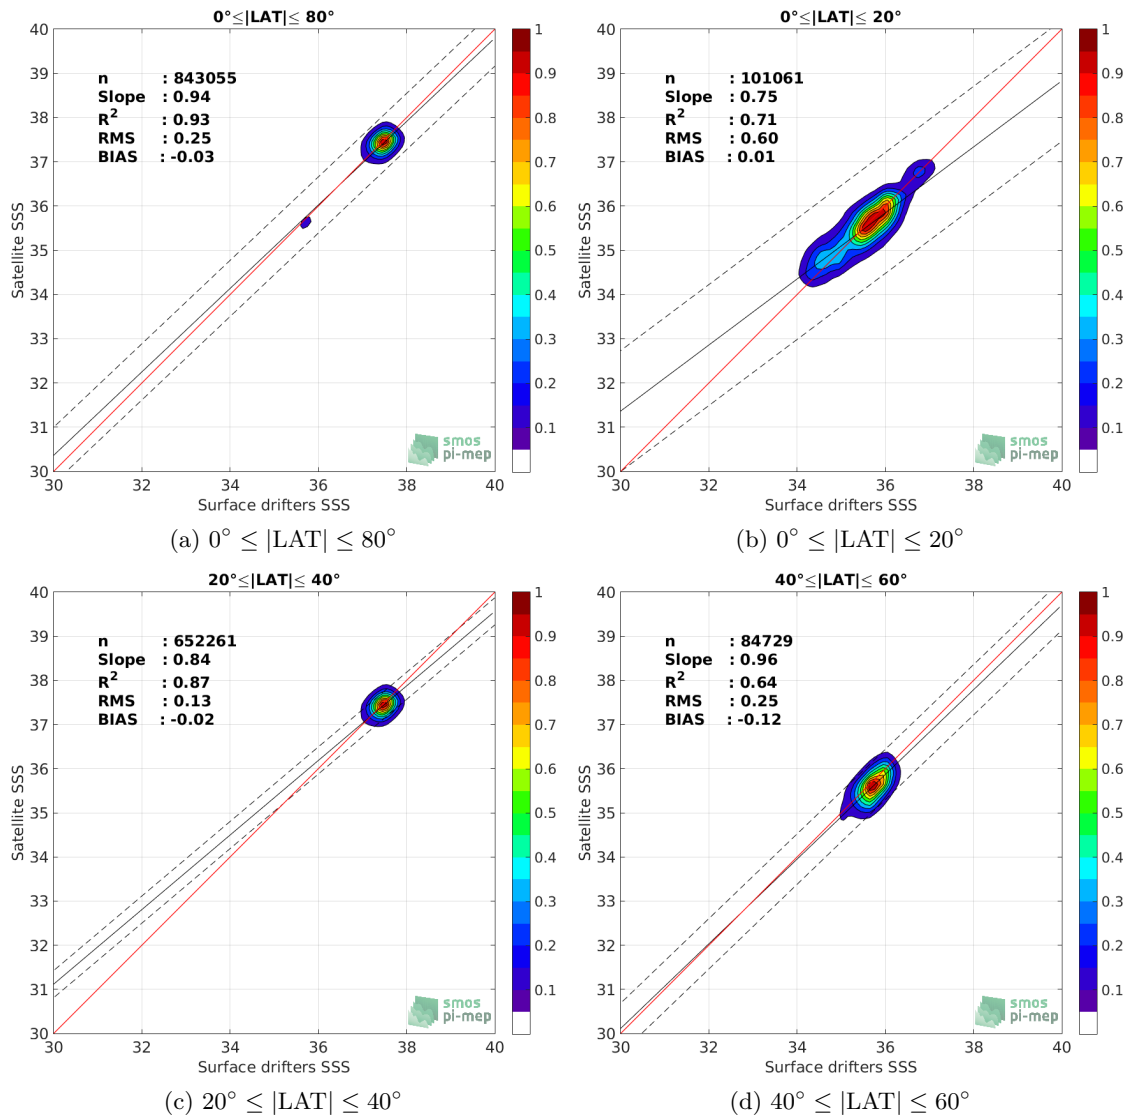 0°≤|LAT|≤ 80°
40
39
38
37
36
35
34
33
32
31
30
Satellite SSS
n : 843055
Slope : 0.94
R2 : 0.93
RMS : 0.25
BIAS : -0.03
smos
pi-mep
30 32 34 36 38 40
Surface drifters SSS
1
0.9
0.8
0.7
0.6
0.5
0.4
0.3
0.2
0.1
(a) 0° ≤ |LAT| ≤ 80°
0°≤|LAT|≤ 20°
40
39
38
37
36
35
34
33
32
31
30
Satellite SSS
n : 101061
Slope : 0.75
R2 : 0.71
RMS : 0.60
BIAS : 0.01
smos
pi-mep
30 32 34 36 38 40
Surface drifters SSS
1
0.9
0.8
0.7
0.6
0.5
0.4
0.3
0.2
0.1
(b) 0° ≤ |LAT| ≤ 20°
20°≤|LAT|≤ 40°
40
39
38
37
36
35
34
33
32
31
30
Satellite SSS
n : 652261
Slope : 0.84
R2 : 0.87
RMS : 0.13
BIAS : -0.02
smos
pi-mep
30 32 34 36 38 40
Surface drifters SSS
1
0.9
0.8
0.7
0.6
0.5
0.4
0.3
0.2
0.1
(c) 20° ≤ |LAT| ≤ 40°
40°≤|LAT|≤ 60°
40
39
38
37
36
35
34
33
32
31
30
Satellite SSS
n : 84729
Slope : 0.96
R2 : 0.64
RMS : 0.25
BIAS : -0.12
smos
pi-mep
30 32 34 36 38 40
Surface drifters SSS
1
0.9
0.8
0.7
0.6
0.5
0.4
0.3
0.2
0.1
(d) 40° ≤ |LAT| ≤ 60°